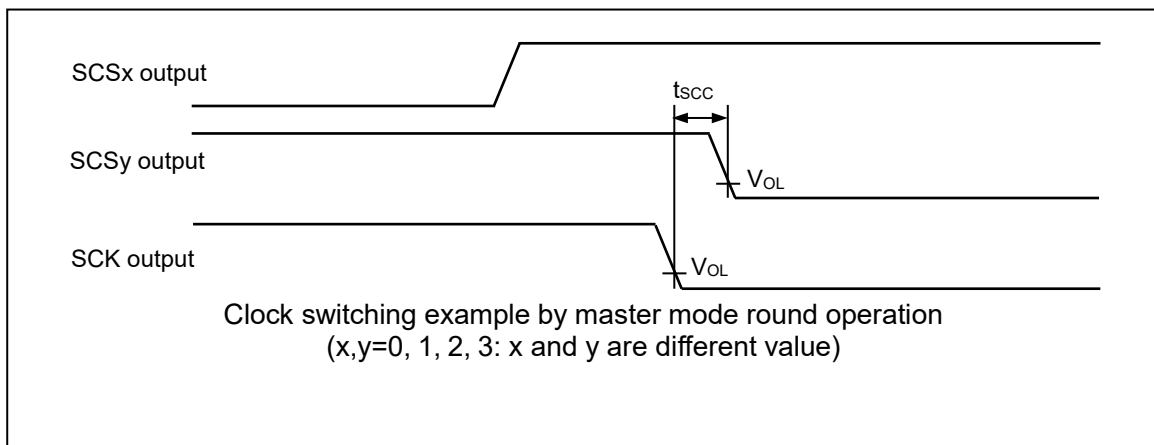 SCSx output
tSCC
SCSy output
VOL
SCK output
VOL
Clock switching example by master mode round operation
(x,y=0, 1, 2, 3: x and y are different value)